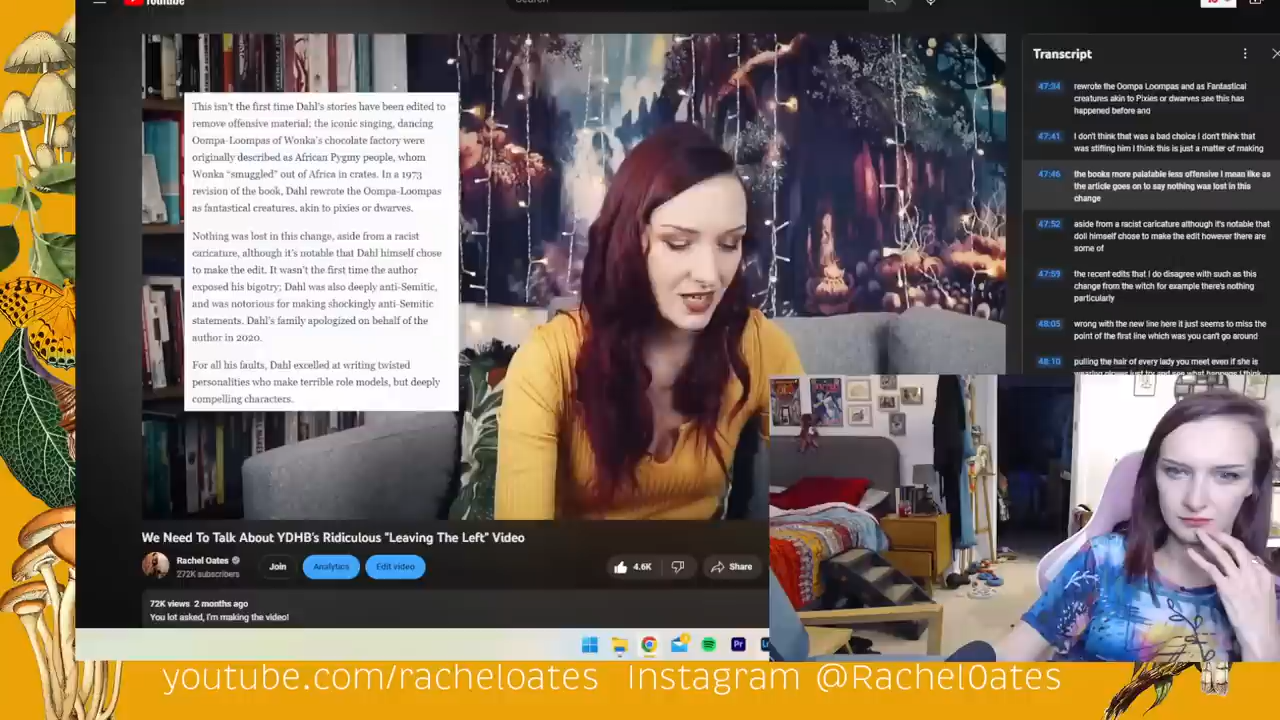 YouTube
Search
This isn't the first time Dahl's stories have been edited to
remove offensive material; the iconic singing, dancing
Oompa-Loompas of Wonka's chocolate factory were
originally described as African Pygmy people, whom
Wonka "smuggled" out of Africa in crates. In a 1973
revision of the book, Dahl rewrote the Oompa-Loompas
as fantastical creatures, akin to pixies or dwarves.
Nothing was lost in this change, aside from a racist
caricature, although it's notable that Dahl himself chose
to make the edit. It wasn't the first time the author
exposed his bigotry; Dahl was also deeply anti-Semitic,
and was notorious for making shockingly anti-Semitic
statements. Dahl's family apologized on behalf of the
author in 2020.
For all his faults, Dahl excelled at writing twisted
personalities who make terrible role models, but deeply
compelling characters.
Transcript
47:34 rewrote the Oompa Loompas and as Fantastical
creatures akin to Pixies or dwarves see this has
happened before and
47:41 I don't think that was a bad choice I don't think that
was stifling him I think this is just a matter of making
47:46 the books more palatable less offensive I mean like as
the article goes on to say nothing was lost in this
change
47:52 aside from a racist caricature although it's notable that
doll himself chose to make the edit however there are
some of
47:59 the recent edits that I do disagree with such as this
change from the witch for example there's nothing
particularly
48:05 wrong with the new line here it just seems to miss the
point of the first line which was you can't go around
48:10 pulling the hair of every lady you meet even if she is
wearing gloves just try and see what happens I think
We Need To Talk About YDHB's Ridiculous "Leaving The Left" Video
Rachel Oates
272K subscribers
Join
Analytics
Edit video
4.6K
Share
72K views 2 months ago
You lot asked, I'm making the video!
Pr
youtube.com/racheloates Instagram @Rachel0ates